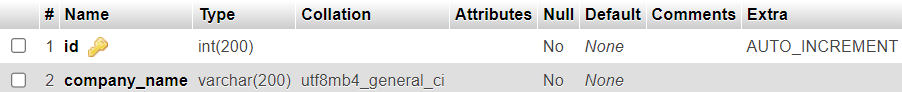 # Name Type Collation Attributes Null Default Comments Extra
1 id int(200) No None AUTO_INCREMENT
2 company_name varchar(200) utf8mb4_general_ci No None